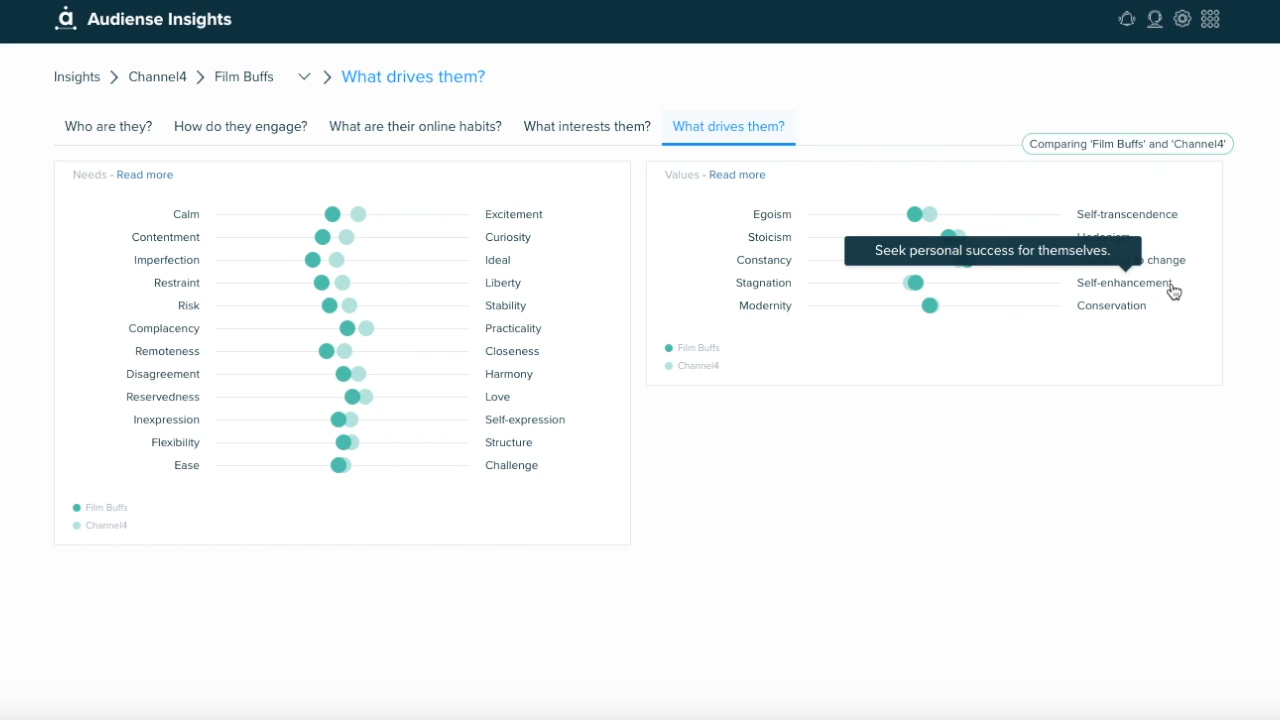 Audiense Insights
Insights > Channel4 > Film Buffs > What drives them?
Who are they? How do they engage? What are their online habits? What interests them? What drives them?
Comparing 'Film Buffs' and 'Channel4'
Needs - Read more
Calm Excitement
Contentment Curiosity
Imperfection Ideal
Restraint Liberty
Risk Stability
Complacency Practicality
Remoteness Closeness
Disagreement Harmony
Reservedness Love
Inexpression Self-expression
Flexibility Structure
Ease Challenge
Film Buffs
Channel4
Values - Read more
Egoism Self-transcendence
Stoicism
Seek personal success for themselves.
Constancy to change
Stagnation Self-enhancement
Modernity Conservation
Film Buffs
Channel4